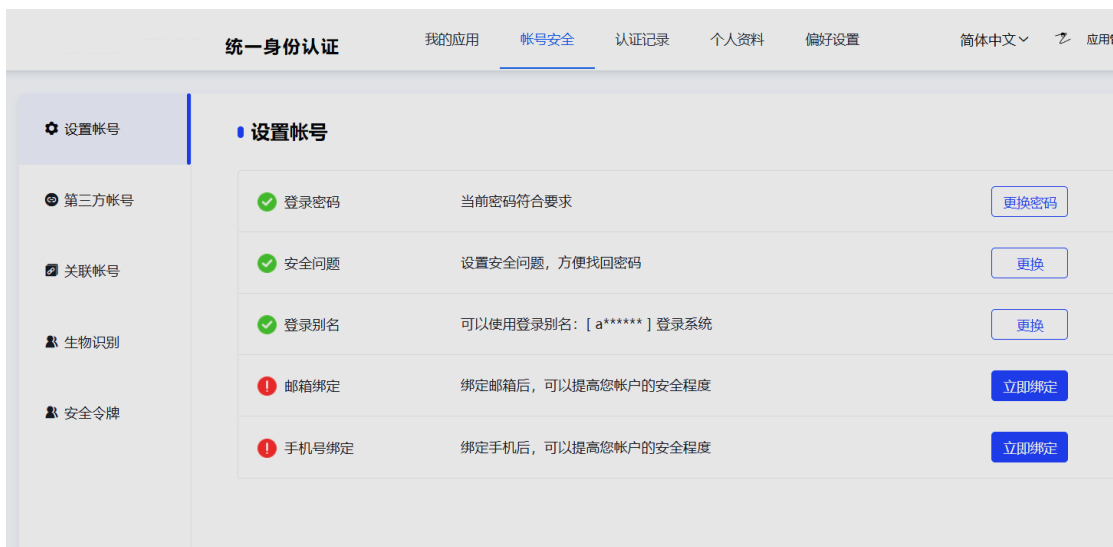 统一身份认证 我的应用 帐号安全 认证记录 个人资料 偏好设置 简体中文 应用
设置帐号
第三方帐号
关联帐号
生物识别
安全令牌
设置帐号
登录密码 当前密码符合要求 更换密码
安全问题 设置安全问题，方便找回密码 更换
登录别名 可以使用登录别名：[ a****** ] 登录系统 更换
邮箱绑定 绑定邮箱后，可以提高您帐户的安全程度 立即绑定
手机号绑定 绑定手机后，可以提高您帐户的安全程度 立即绑定